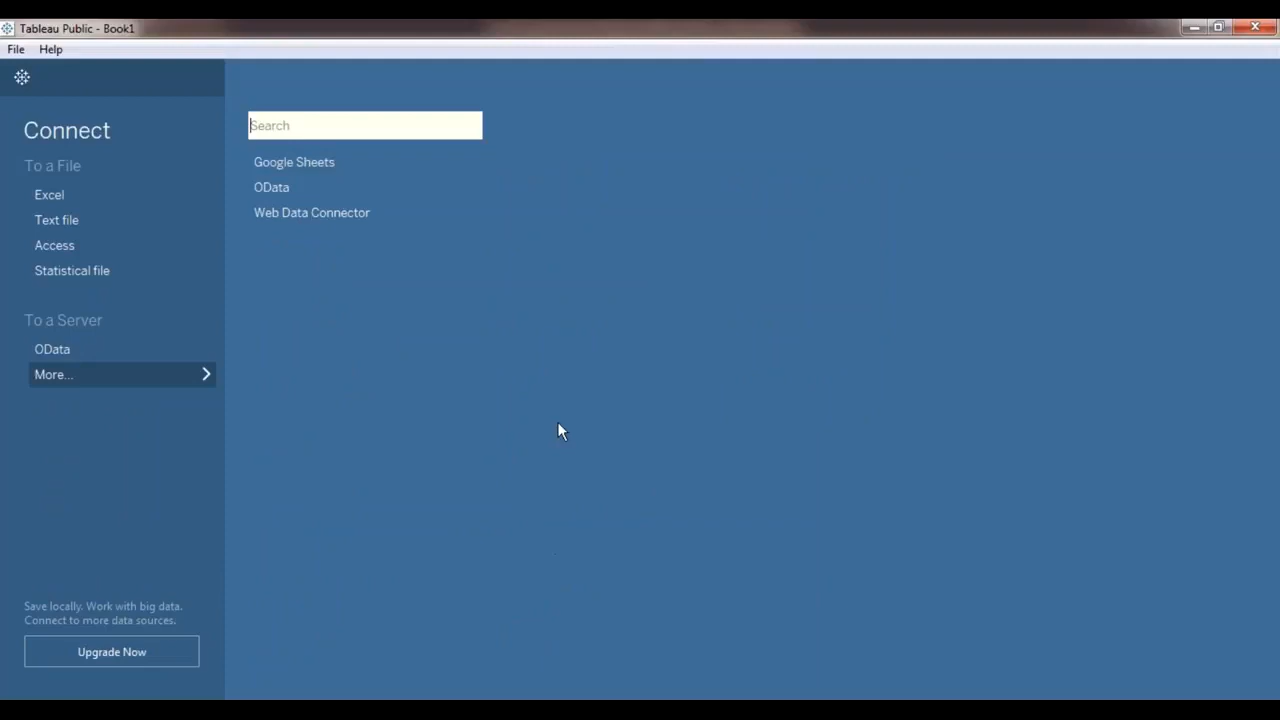 Tableau Public - Book1
File Help
Connect
To a File
Excel
Text file
Access
Statistical file
To a Server
OData
More...
Save locally. Work with big data.
Connect to more data sources.
Upgrade Now
Search
Google Sheets
OData
Web Data Connector